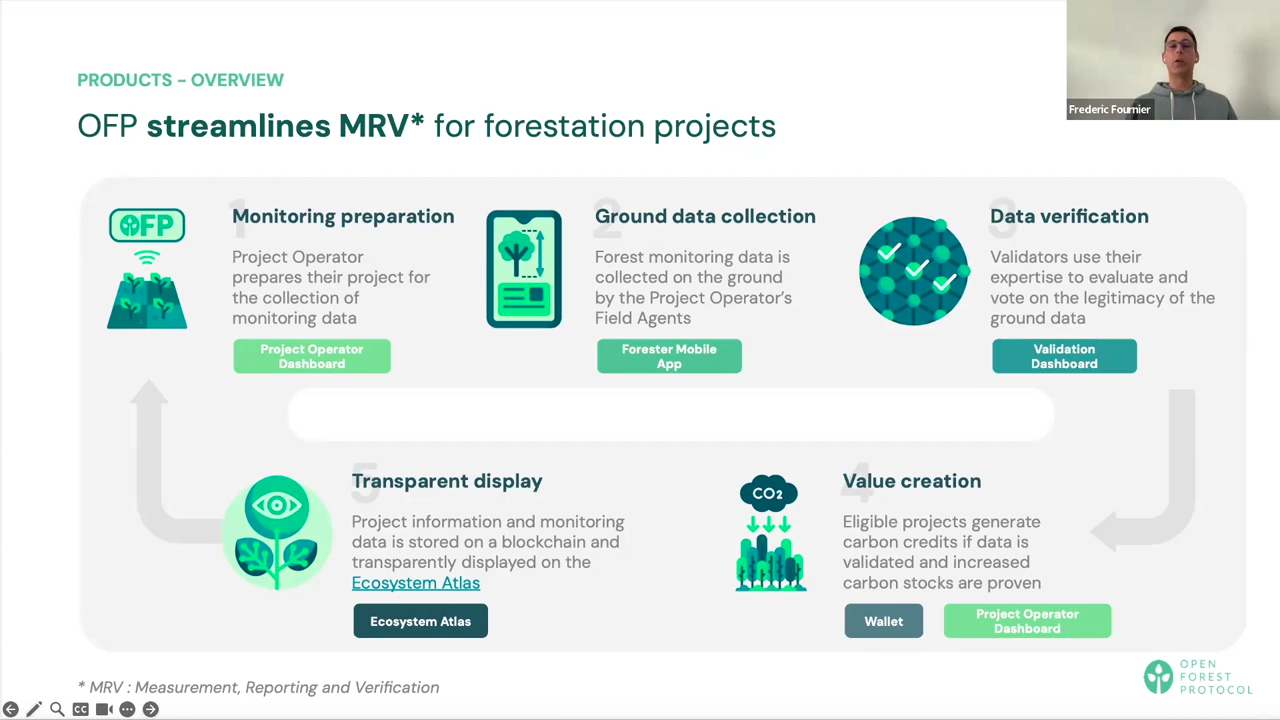 PRODUCTS - OVERVIEW
OFP streamlines MRV* for forestation projects
Frederic Fournier
OFP
1
Monitoring preparation
Project Operator
prepares their project for
the collection of
monitoring data
Project Operator
Dashboard
2
Ground data collection
Forest monitoring data is
collected on the ground
by the Project Operator's
Field Agents
Forester Mobile
App
3
Data verification
Validators use their
expertise to evaluate and
vote on the legitimacy of the
ground data
Validation
Dashboard
5
Transparent display
Project information and monitoring
data is stored on a blockchain and
transparently displayed on the
Ecosystem Atlas
Ecosystem Atlas
CO2
4
Value creation
Eligible projects generate
carbon credits if data is
validated and increased
carbon stocks are proven
Wallet
Project Operator
Dashboard
* MRV : Measurement, Reporting and Verification
OPEN
FOREST
PROTOCOL
CC